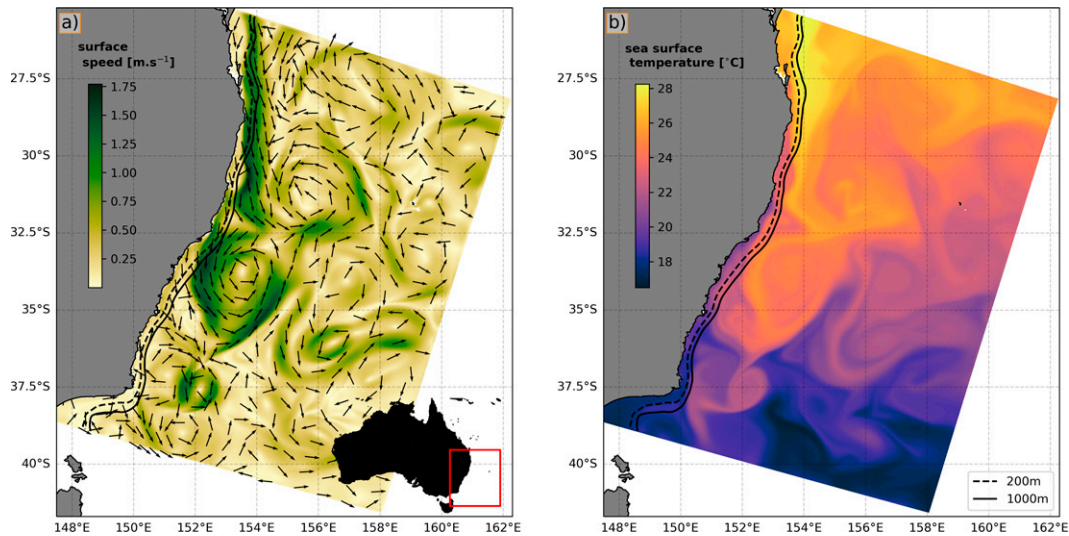 a)
surface
speed [m.s⁻¹]
1.75
1.50
1.25
1.00
0.75
0.50
0.25
27.5°S
30°S
32.5°S
35°S
37.5°S
40°S
148°E 150°E 152°E 154°E 156°E 158°E 160°E 162°E
b)
sea surface
temperature [°C]
28
26
24
22
20
18
27.5°S
30°S
32.5°S
35°S
37.5°S
40°S
200m
1000m
148°E 150°E 152°E 154°E 156°E 158°E 160°E 162°E